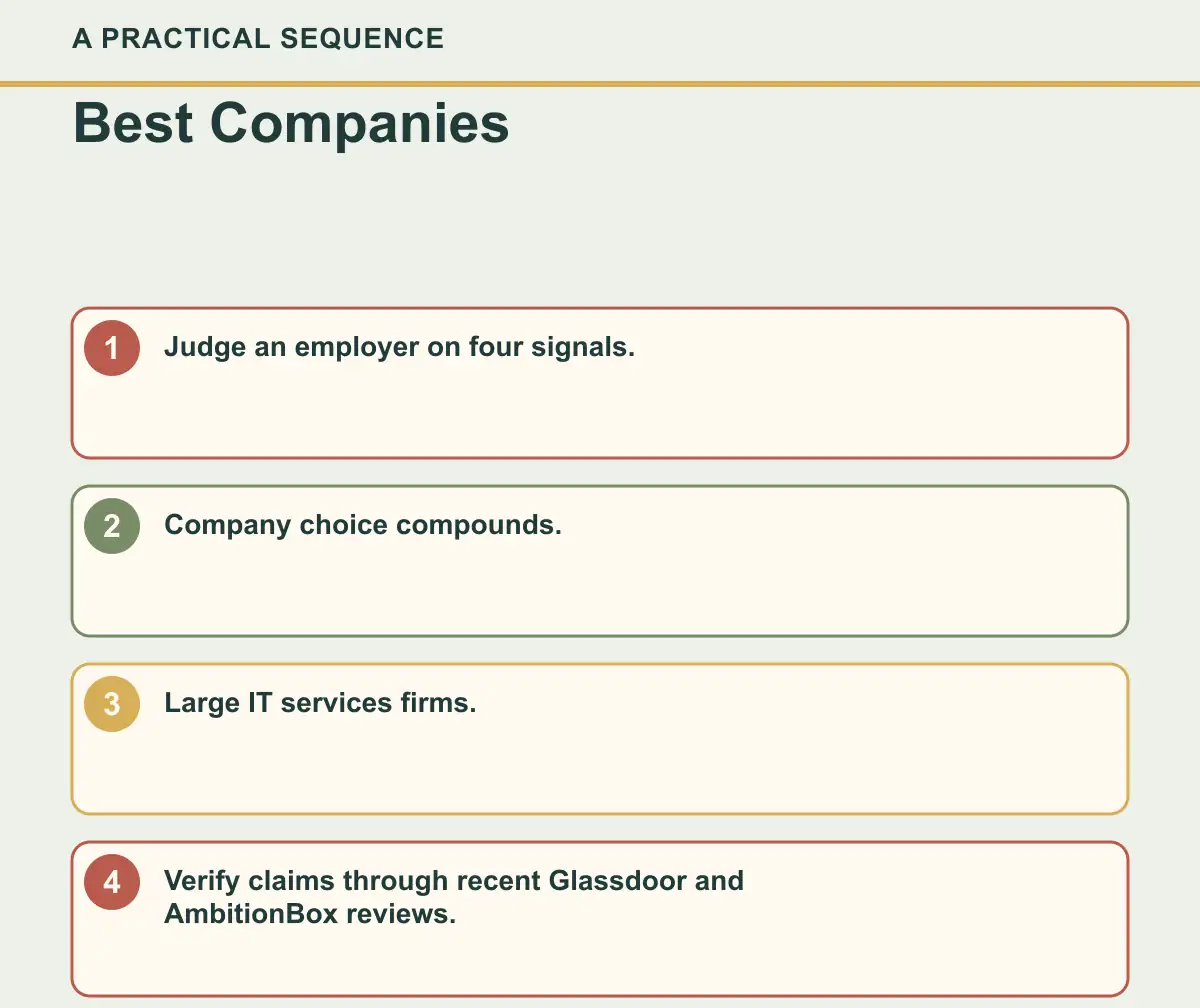 A PRACTICAL SEQUENCE
Best Companies
1
Judge an employer on four signals.
2
Company choice compounds.
3
Large IT services firms.
4
Verify claims through recent Glassdoor and
AmbitionBox reviews.